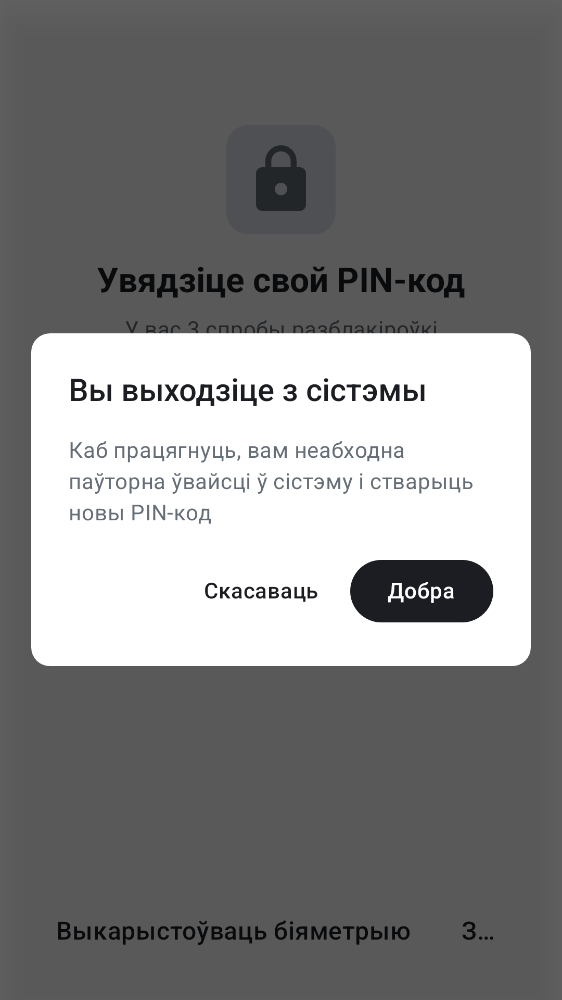 Увядзіце свой PIN-код
У вас 3 спробы разблакіроўкі
Вы выходзіце з сістэмы
Каб працягнуць, вам неабходна
паўторна ўвайсці ў сістэму і стварыць
новы PIN-код
Скасаваць Добра
Выкарыстоўваць біяметрыю З...